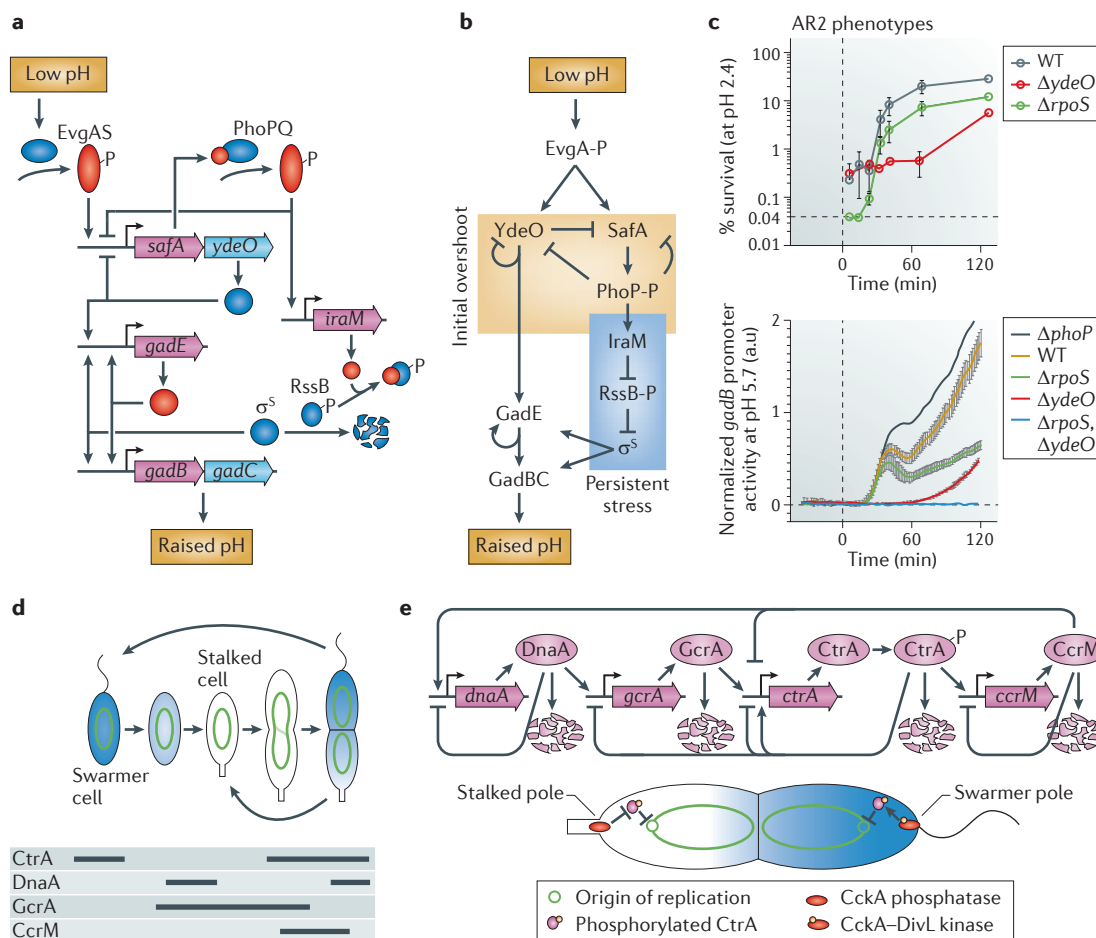 a
Low pH
EvgAS
P
PhoPQ
P
safA
ydeO
iraM
gadE
RssB
P
P
σS
gadB
gadC
Raised pH
b
Low pH
EvgA-P
YdeO
SafA
PhoP-P
Initial overshoot
IraM
RssB-P
GadE
σS
GadBC
Persistent
stress
Raised pH
c
AR2 phenotypes
% survival (at pH 2.4)
100
10
1
0.1
0.04
0.01
0
60
120
Time (min)
WT
ΔydeO
ΔrpoS
Normalized gadB promoter
activity at pH 5.7 (a.u)
2
1
0
0
60
120
Time (min)
ΔphoP
WT
ΔrpoS
ΔydeO
ΔrpoS,
ΔydeO
d
Stalked
cell
Swarmer
cell
CtrA
DnaA
GcrA
CcrM
e
DnaA
GcrA
CtrA
CtrA
P
CcrM
dnaA
gcrA
ctrA
ccrM
Stalked pole
Swarmer pole
Origin of replication
Phosphorylated CtrA
CckA phosphatase
CckA–DivL kinase